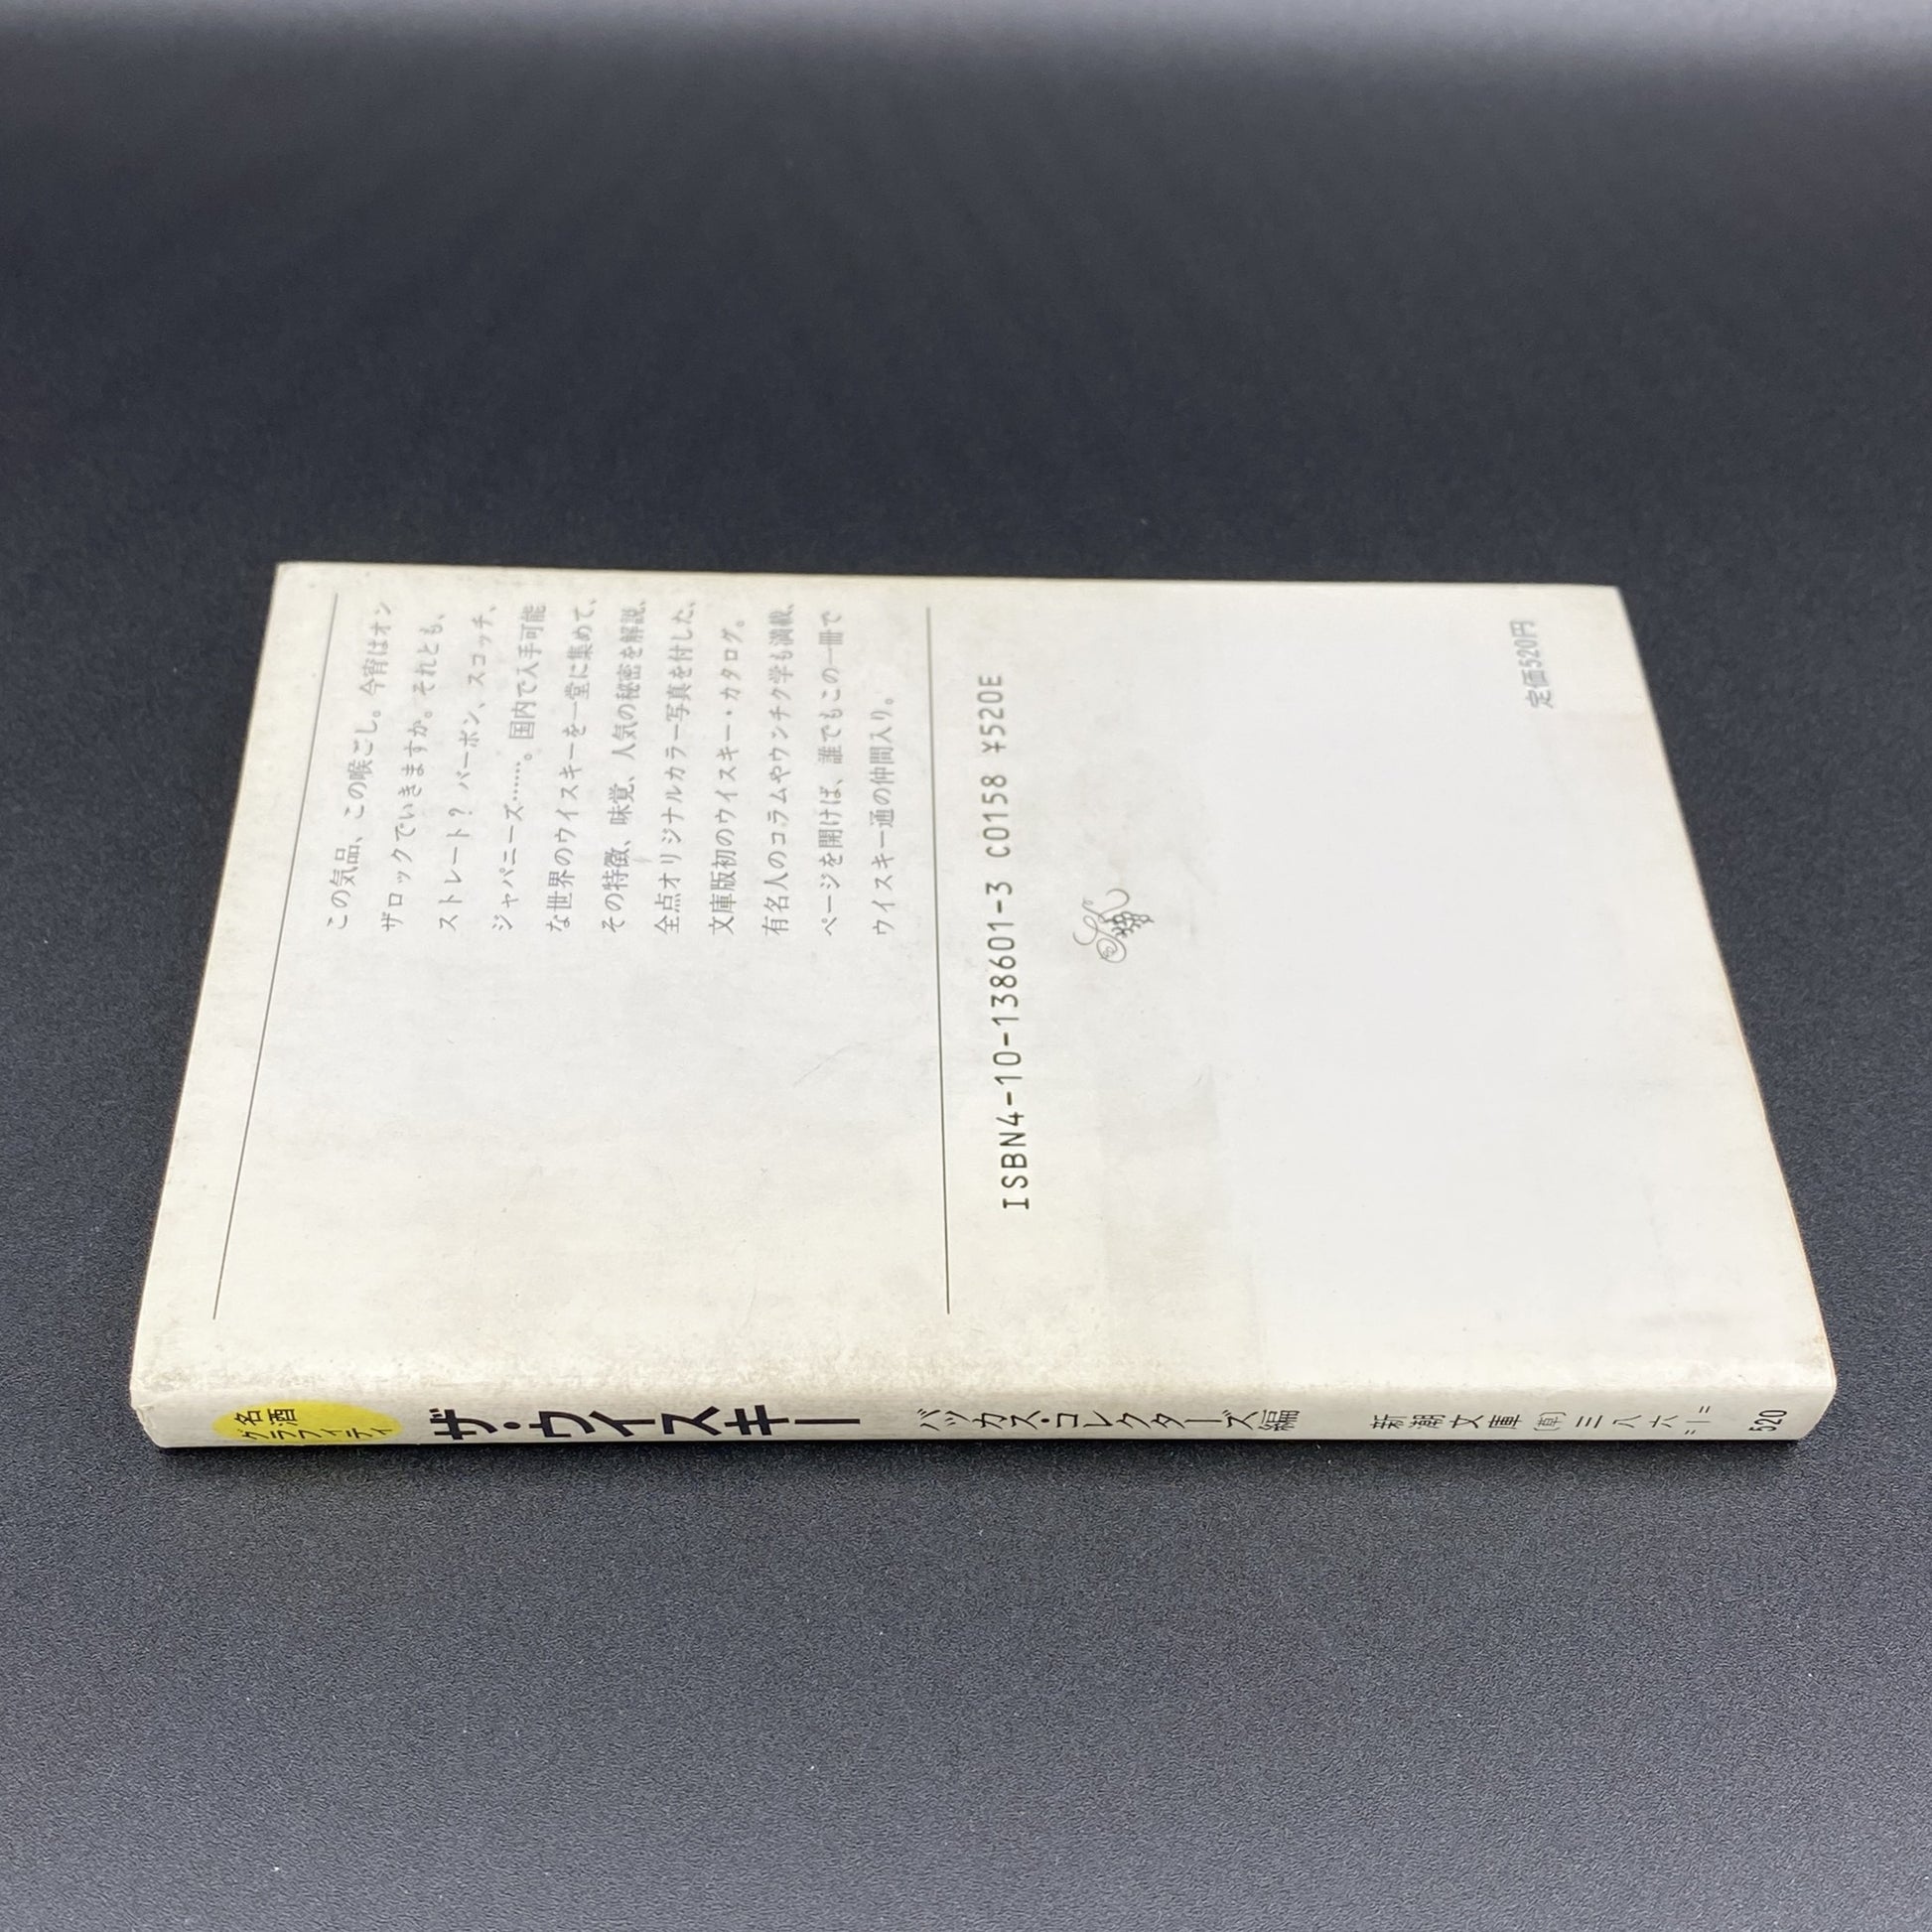 この気品、この喉ごし。今宵はオン
ザロックでいきますか。それとも、
ストレート？ バーボン、スコッチ、
ジャパニーズ……。国内で入手可能
な世界のウイスキーを一堂に集めて、
その特徴、味覚、人気の秘密を解説、
全点オリジナルカラー写真を付した、
文庫版初のウイスキー・カタログ。
有名人のコラムやウンチク学も満載、
ページを開けば、誰でもこの一冊で
ウイスキー通の仲間入り。
ISBN4-10-138601-3 C0158 ¥520E
定価520円
名酒
グラフィティ
ザ・ウイスキー
バッカス・コレクターズ編
新潮文庫
三八六
520